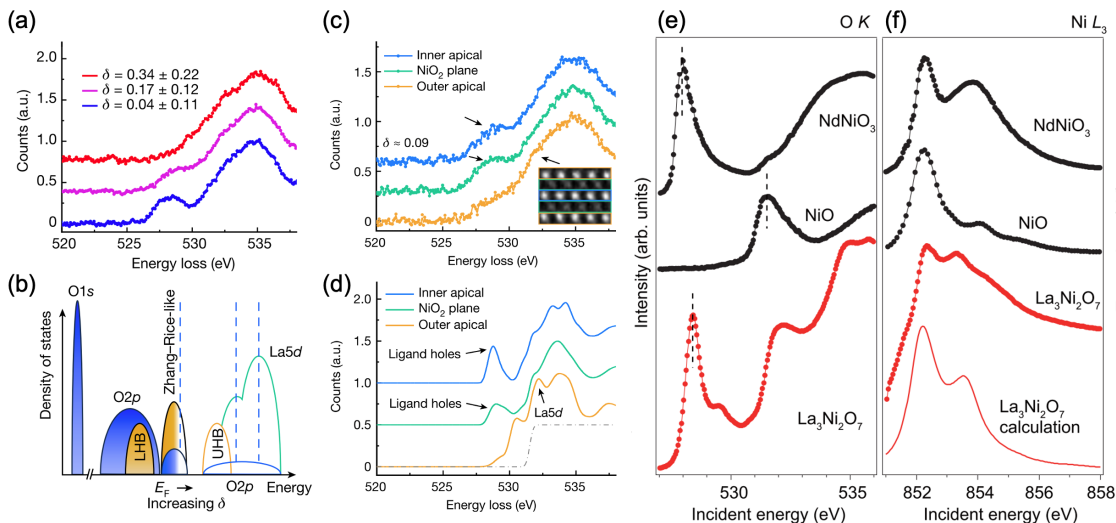 (a)
Counts (a.u.)
2.0
1.5
1.0
0.5
0
δ = 0.34 ± 0.22
δ = 0.17 ± 0.12
δ = 0.04 ± 0.11
520
525
530
535
Energy loss (eV)
(b)
Density of states
O1s
O2p
LHB
Zhang–Rice-like
UHB
La5d
E_F →
Increasing δ
O2p
Energy
(c)
Counts (a.u.)
2.0
1.5
1.0
0.5
0
Inner apical
NiO₂ plane
Outer apical
δ ≈ 0.09
520
525
530
535
Energy loss (eV)
(d)
Counts (a.u.)
2.0
1.5
1.0
0.5
0
Inner apical
NiO₂ plane
Outer apical
Ligand holes
Ligand holes
La5d
520
525
530
535
Energy loss (eV)
(e)
O K
Intensity (arb. units)
NdNiO₃
NiO
La₃Ni₂O₇
530
535
Incident energy (eV)
(f)
Ni L₃
NdNiO₃
NiO
La₃Ni₂O₇
La₃Ni₂O₇
calculation
852
854
856
858
Incident energy (eV)